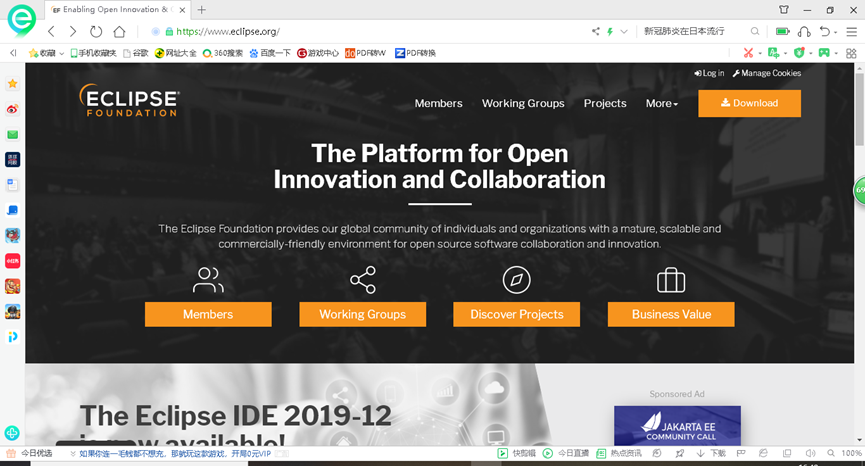 Enabling Open Innovation &
https://www.eclipse.org/
新冠肺炎在日本流行
收藏
手机收藏夹
谷歌
网址大全
360搜索
百度一下
游戏中心
PDF转W
PDF转换
Log in
Manage Cookies
ECLIPSE
FOUNDATION
Members
Working Groups
Projects
More
Download
The Platform for Open
Innovation and Collaboration
The Eclipse Foundation provides our global community of individuals and organizations with a mature, scalable and
commercially-friendly environment for open source software collaboration and innovation.
Members
Working Groups
Discover Projects
Business Value
The Eclipse IDE 2019-12
is now available!
Sponsored Ad
JAKARTA EE
COMMUNITY CALL
今日优选
如果你连一毛钱都不想充，那就玩这款游戏，开局0元VIP
快剪辑
今日直播
热点资讯
下载
100%